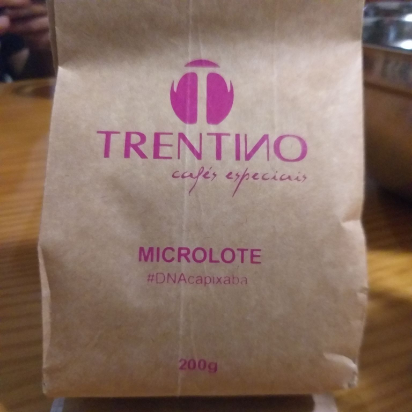 T
TRENTINO
cafés especiais
MICROLOTE
#DNAcapixaba
200g